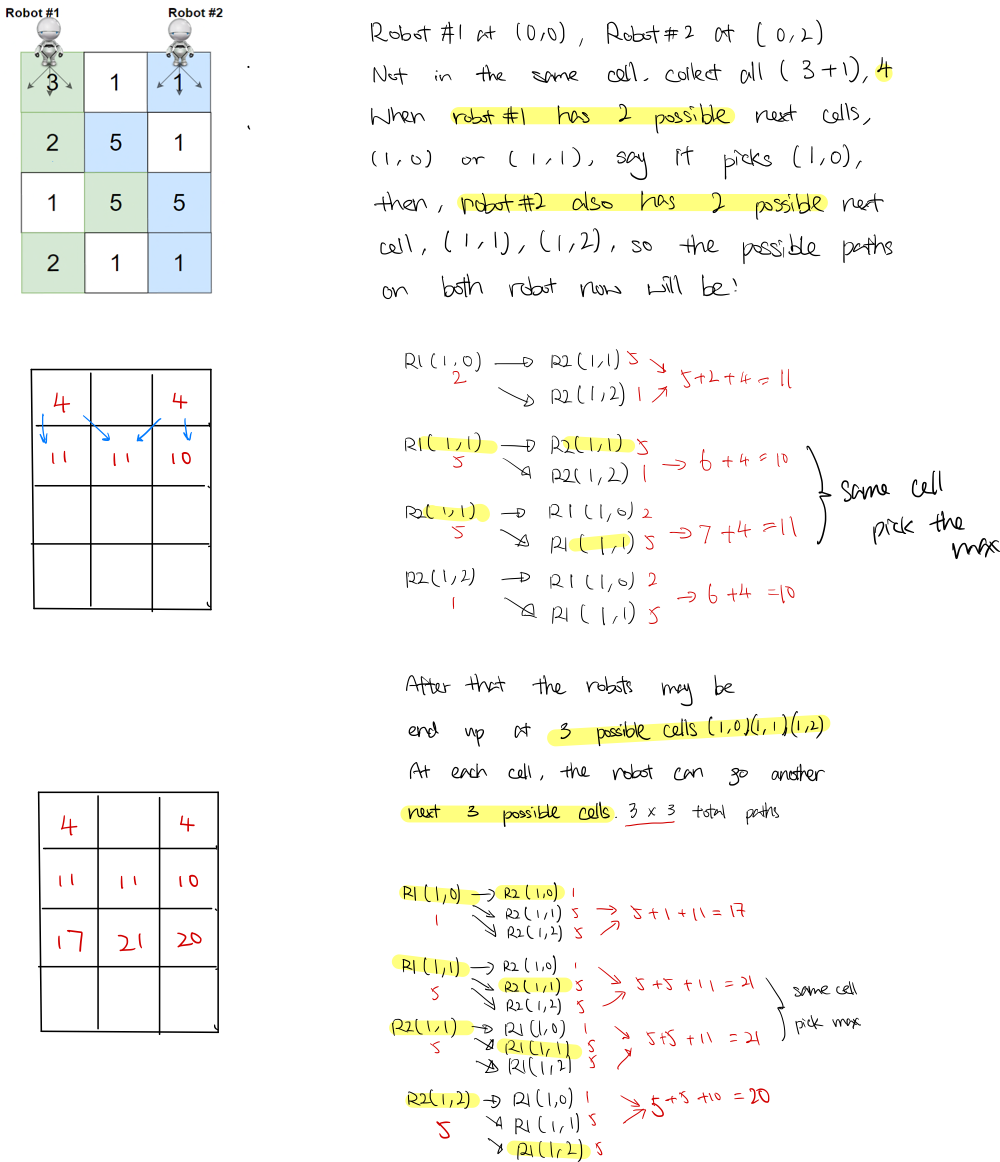 Robot #1 Robot #2
3 1 1
2 5 1
1 5 5
2 1 1
Robot #1 at (0,0), Robot #2 at (0,2)
Not in the same cell. collect all (3+1), 4
When robot #1 has 2 possible next cells,
(1,0) or (1,1), say it picks (1,0),
then, robot #2 also has 2 possible next
cell, (1,1), (1,2), so the possible paths
on both robot now will be:
4 4
11 11 10
R1(1,0) → R2(1,1) 5
2
↘ R2(1,2) 1
→ 5+2+4=11
R1(1,1) → R2(1,1) 5
5
↘ R2(1,2) 1 → 6+4=10
R2(1,1) → R1(1,0) 2
5
↘ R1(1,1) 5 → 7+4=11
same cell
pick the
max
R2(1,2) → R1(1,0) 2
1
↘ R1(1,1) 5
→ 6+4=10
After that the robots may be
end up at 3 possible cells (1,0)(1,1)(1,2)
At each cell, the robot can go another
next 3 possible cells. 3 x 3 total paths
4 4
11 11 10
17 21 20
R1(1,0) → R2(1,0) 1
1
↘ R2(1,1) 5 → 5+1+11=17
↘ R2(1,2) 5
R1(1,1) → R2(1,0) 1
5
↘ R2(1,1) 5 → 5+5+11=21
↘ R2(1,2) 5
R2(1,1) → R1(1,0) 1
5
↘ R1(1,1) 5 → 5+5+11=21
↘ R1(1,2) 5
same cell
pick max
R2(1,2) → R1(1,0) 1
5
↘ R1(1,1) 5 → 5+5+10=20
↘ R1(1,2) 5